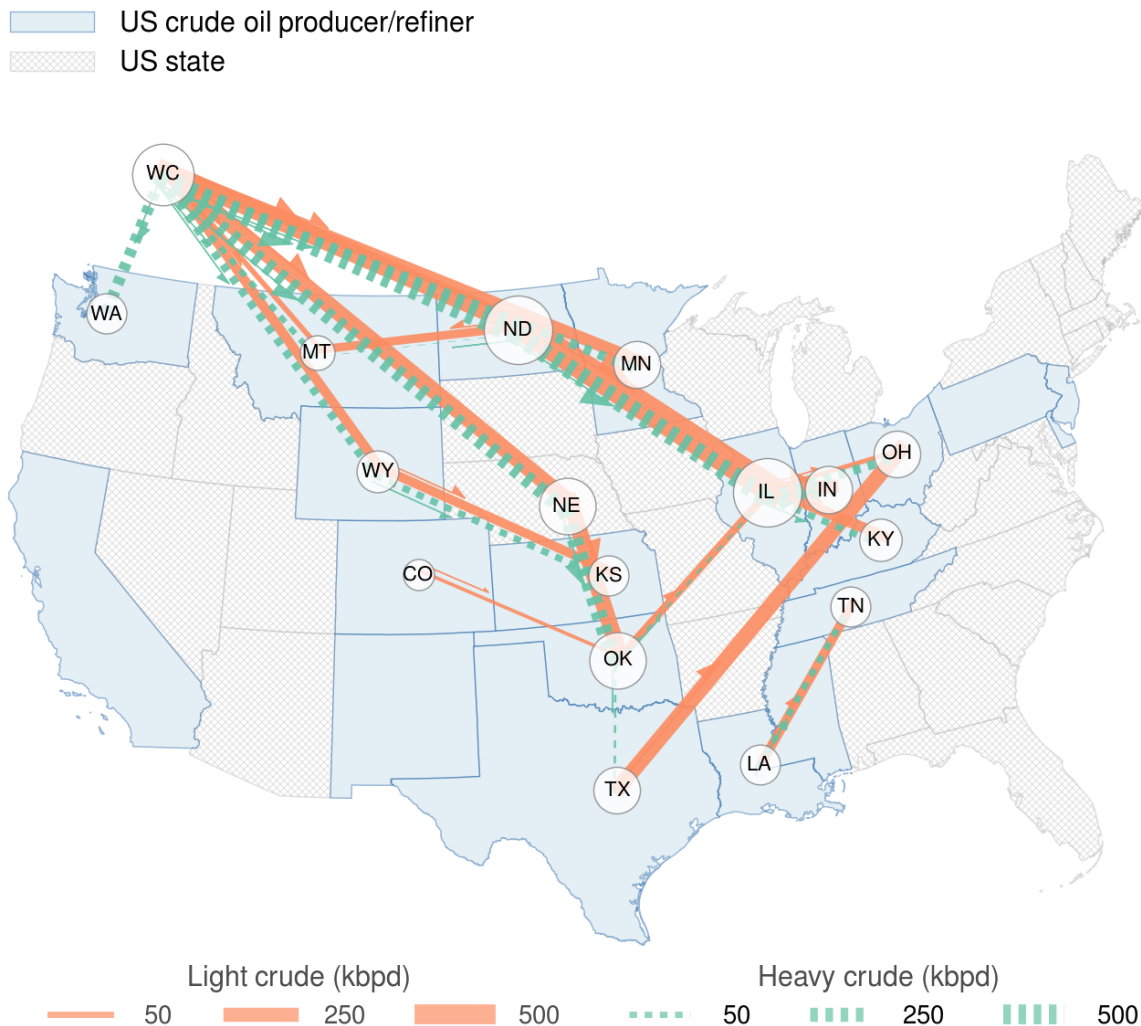 US crude oil producer/refiner
US state
WC
WA
ND
MT
MN
OH
WY
IL
IN
NE
KY
CO
KS
TN
OK
LA
TX
Light crude (kbpd)
Heavy crude (kbpd)
50 250 500
50 250 500